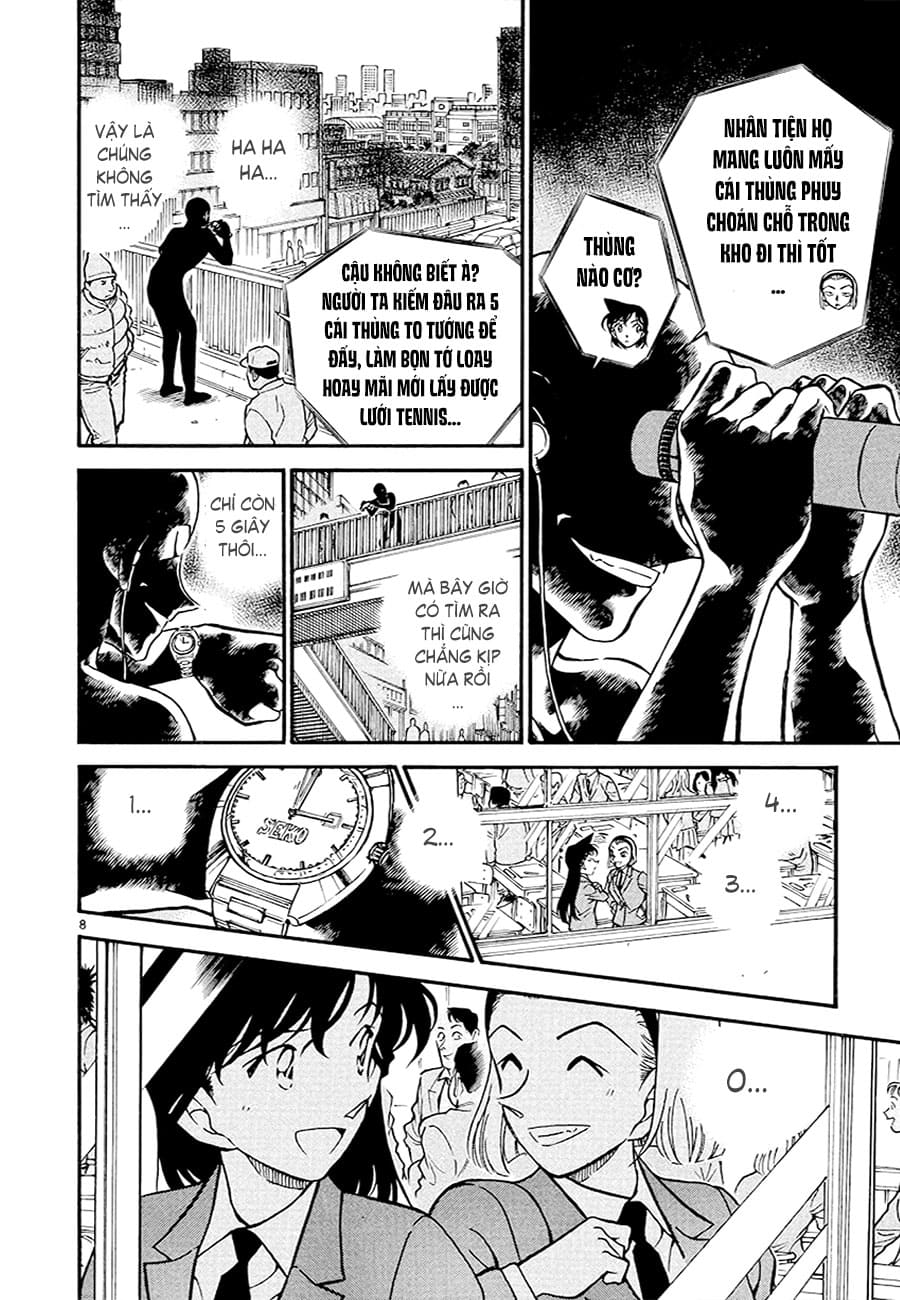 NHÂN TIỆN HỌ
MANG LUÔN MẤY
CÁI THÙNG PHUY
CHOÁN CHỖ TRONG
KHO ĐI THÌ TỐT
...
THÙNG
NÀO CƠ?
CẬU KHÔNG BIẾT À?
NGƯỜI TA KIẾM ĐÂU RA 5
CÁI THÙNG TO TƯỚNG ĐỂ
ĐẤY, LÀM BỌN TỚ LOAY
HOAY MÃI MỚI LẤY ĐƯỢC
LƯỚI TENNIS...
HA HA
HA...
VẬY LÀ
CHÚNG
KHÔNG
TÌM THẤY
...
MÀ BÂY GIỜ
CÓ TÌM RA
THÌ CŨNG
CHẲNG KỊP
NỮA RỒI
...
CHỈ CÒN
5 GIÂY
THÔI...
4...
3...
2...
1...
SEIKO
8
0...